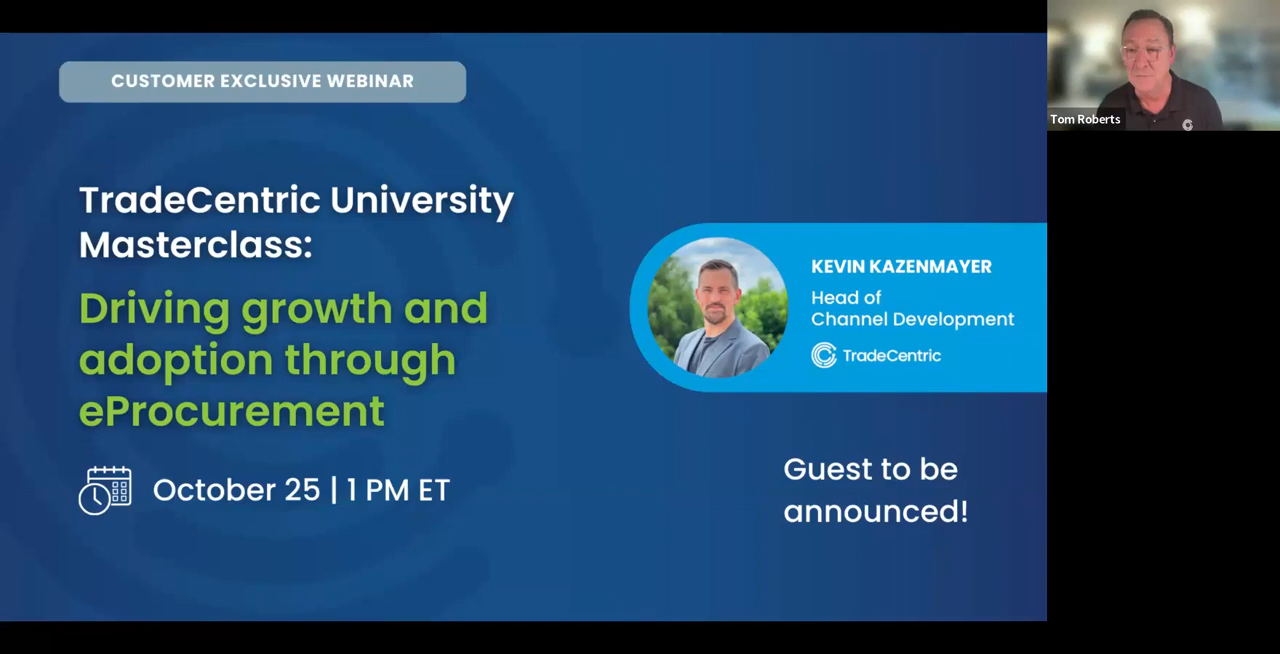 CUSTOMER EXCLUSIVE WEBINAR
TradeCentric University
Masterclass:
Driving growth and
adoption through
eProcurement
October 25 | 1 PM ET
KEVIN KAZENMAYER
Head of
Channel Development
TradeCentric
Guest to be
announced!
Tom Roberts